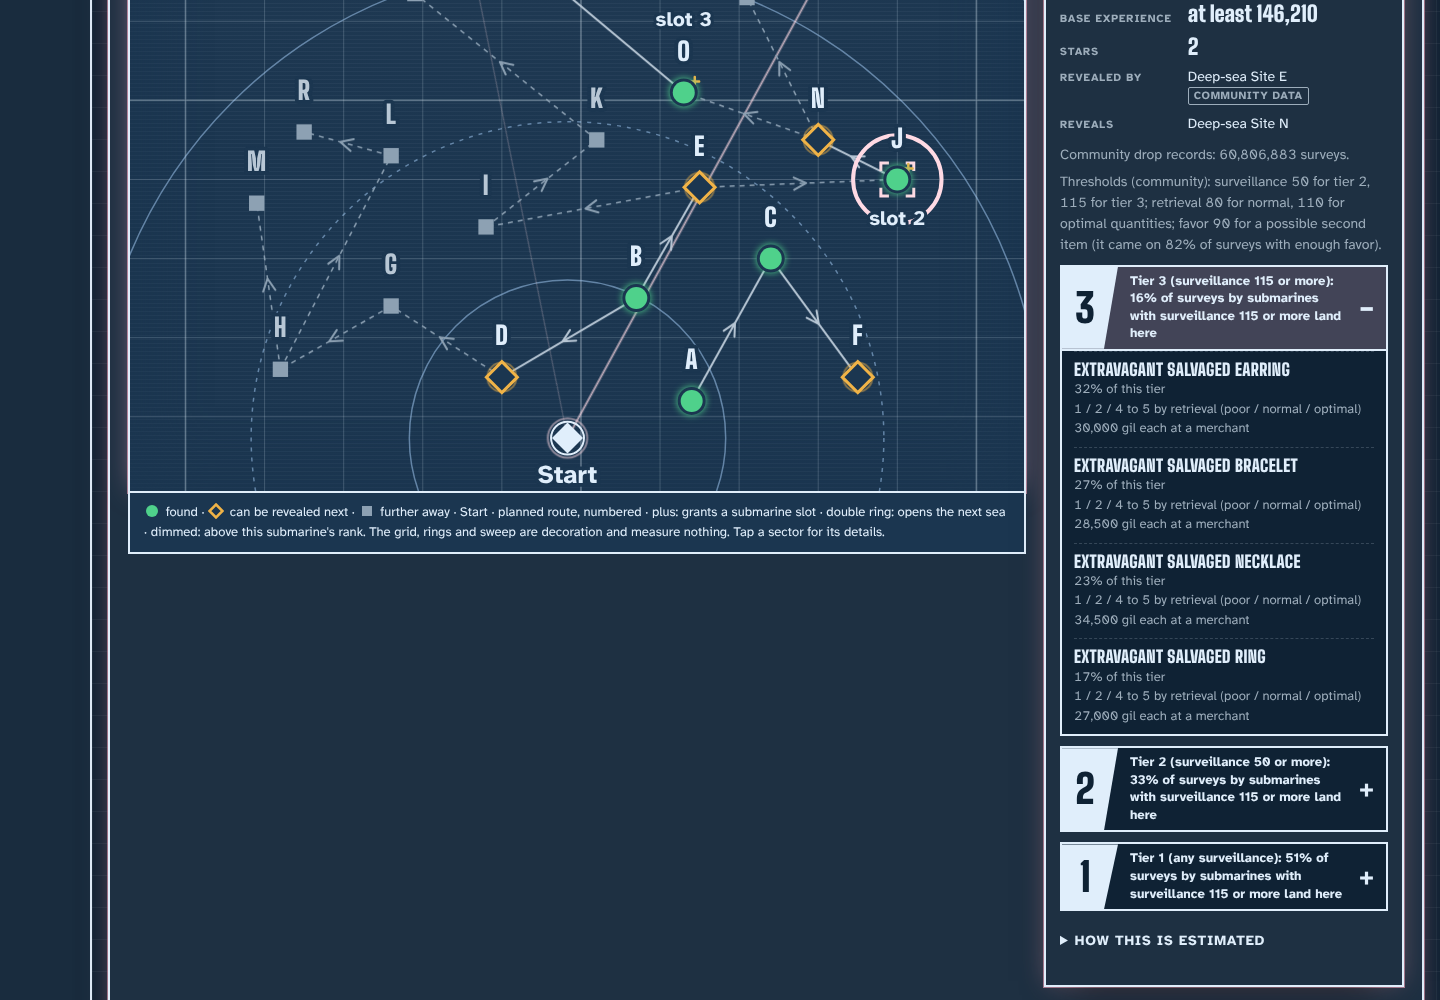 slot 3
O
R
K
N
L
J
E
M
I
slot 2
C
B
G
H
D
F
A
Start
found · can be revealed next · further away · Start · planned route, numbered · plus: grants a submarine slot · double ring: opens the next sea
· dimmed: above this submarine's rank. The grid, rings and sweep are decoration and measure nothing. Tap a sector for its details.
BASE EXPERIENCE at least 146,210
STARS 2
REVEALED BY Deep-sea Site E
COMMUNITY DATA
REVEALS Deep-sea Site N
Community drop records: 60,806,883 surveys.
Thresholds (community): surveillance 50 for tier 2,
115 for tier 3; retrieval 80 for normal, 110 for
optimal quantities; favor 90 for a possible second
item (it came on 82% of surveys with enough favor).
3
Tier 3 (surveillance 115 or more):
16% of surveys by submarines
with surveillance 115 or more land
here
−
EXTRAVAGANT SALVAGED EARRING
32% of this tier
1 / 2 / 4 to 5 by retrieval (poor / normal / optimal)
30,000 gil each at a merchant
EXTRAVAGANT SALVAGED BRACELET
27% of this tier
1 / 2 / 4 to 5 by retrieval (poor / normal / optimal)
28,500 gil each at a merchant
EXTRAVAGANT SALVAGED NECKLACE
23% of this tier
1 / 2 / 4 to 5 by retrieval (poor / normal / optimal)
34,500 gil each at a merchant
EXTRAVAGANT SALVAGED RING
17% of this tier
1 / 2 / 4 to 5 by retrieval (poor / normal / optimal)
27,000 gil each at a merchant
2
Tier 2 (surveillance 50 or more):
33% of surveys by submarines
with surveillance 115 or more land
here
+
1
Tier 1 (any surveillance): 51% of
surveys by submarines with
surveillance 115 or more land here
+
HOW THIS IS ESTIMATED